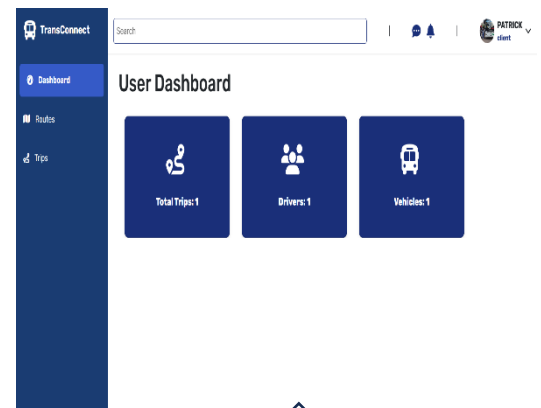 TransConnect
Search
PATRICK
client
Dashboard
User Dashboard
Routes
Trips
Total Trips: 1
Drivers: 1
Vehicles: 1